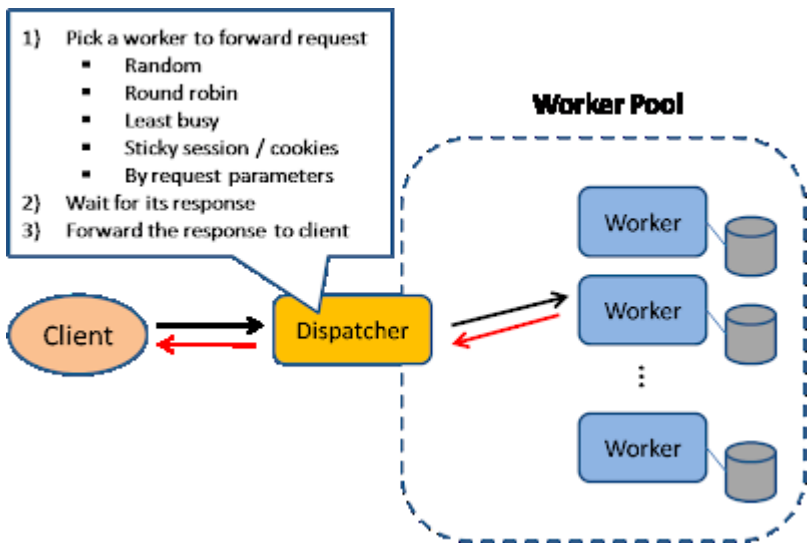 1) Pick a worker to forward request
▪ Random
▪ Round robin
▪ Least busy
▪ Sticky session / cookies
▪ By request parameters
2) Wait for its response
3) Forward the response to client
Worker Pool
Worker
Client
Dispatcher
Worker
⋮
Worker